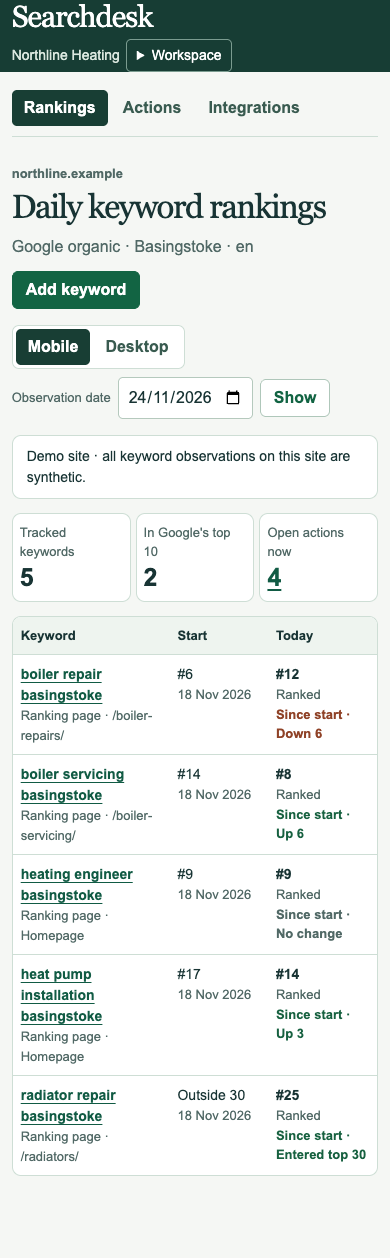 Searchdesk
Northline Heating ▶ Workspace
Rankings Actions Integrations
northline.example
Daily keyword rankings
Google organic · Basingstoke · en
Add keyword
Mobile Desktop
Observation date 24/11/2026 Show
Demo site · all keyword observations on this site are
synthetic.
Tracked
keywords
5
In Google's top
10
2
Open actions
now
4
Keyword Start Today
boiler repair
basingstoke
Ranking page · /boiler-
repairs/
#6
18 Nov 2026
#12
Ranked
Since start ·
Down 6
boiler servicing
basingstoke
Ranking page · /boiler-
servicing/
#14
18 Nov 2026
#8
Ranked
Since start ·
Up 6
heating engineer
basingstoke
Ranking page ·
Homepage
#9
18 Nov 2026
#9
Ranked
Since start ·
No change
heat pump
installation
basingstoke
Ranking page ·
Homepage
#17
18 Nov 2026
#14
Ranked
Since start ·
Up 3
radiator repair
basingstoke
Ranking page ·
/radiators/
Outside 30
18 Nov 2026
#25
Ranked
Since start ·
Entered top 30